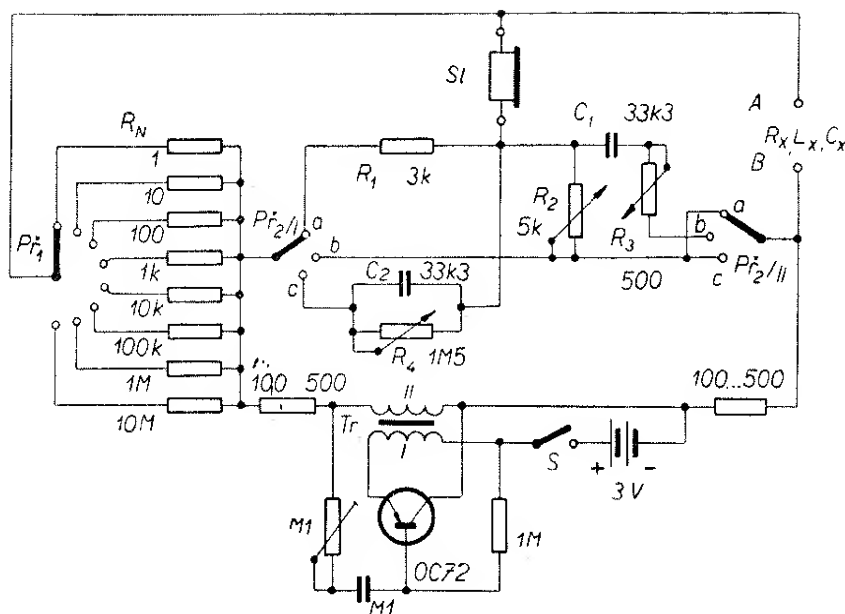 Sl
A
Rx, Lx, Cx
B
RN
1
10
100
1k
10k
100k
1M
10M
Př1
Př2/I
a
b
c
R1
3k
C1
33k3
R2
5k
R3
500
a
b
c
Př2/II
C2
33k3
R4
1M5
100 500
II
Tr
I
S
+
-
3V
100...500
M1
OC72
1M
M1